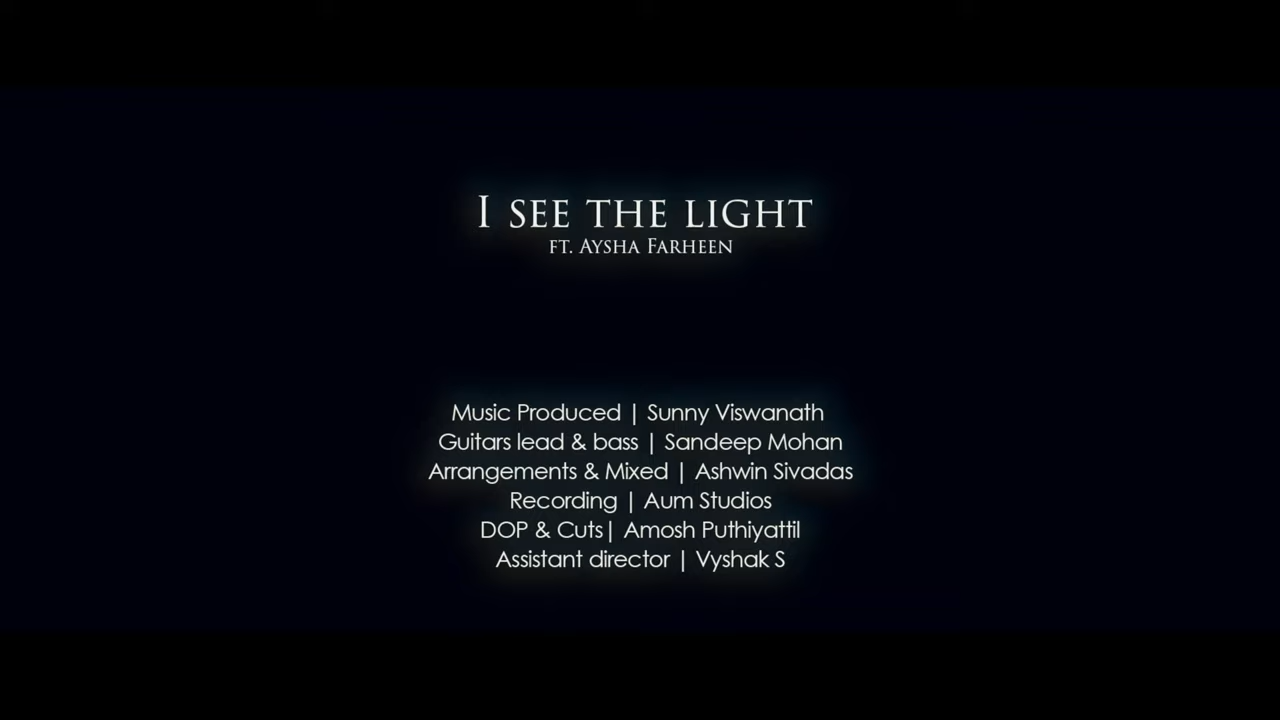 I see the light
ft. Aysha Farheen
Music Produced | Sunny Viswanath
Guitars lead & bass | Sandeep Mohan
Arrangements & Mixed | Ashwin Sivadas
Recording | Aum Studios
DOP & Cuts| Amosh Puthiyattil
Assistant director | Vyshak S